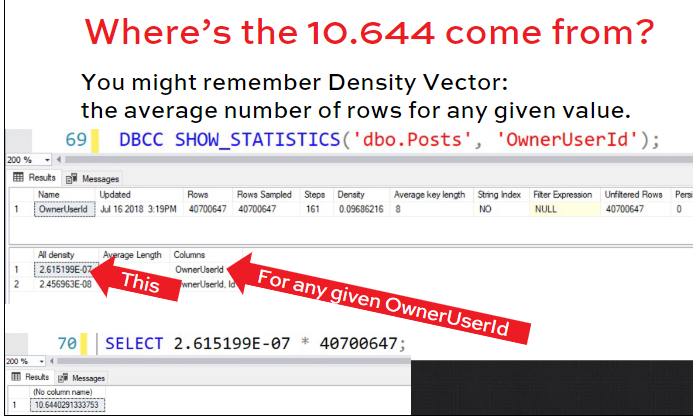 Where's the 10.644 come from?
You might remember Density Vector:
the average number of rows for any given value.
69 DBCC SHOW_STATISTICS('dbo.Posts', 'OwnerUserId');
200 %
Results Messages
Name Updated Rows Rows Sampled Steps Density Average key length String Index Filter Expression Unfiltered Rows Persi
1 OwnerUserId Jul 16 2018 3:19PM 40700647 40700647 161 0.09686216 8 NO NULL 40700647 0
All density Average Length Columns
1 2.615199E-07 OwnerUserId
2 2.456963E-08 OwnerUserId, Id
This
For any given OwnerUserId
70 SELECT 2.615199E-07 * 40700647;
200 %
Results Messages
(No column name)
1 10.6440291333753